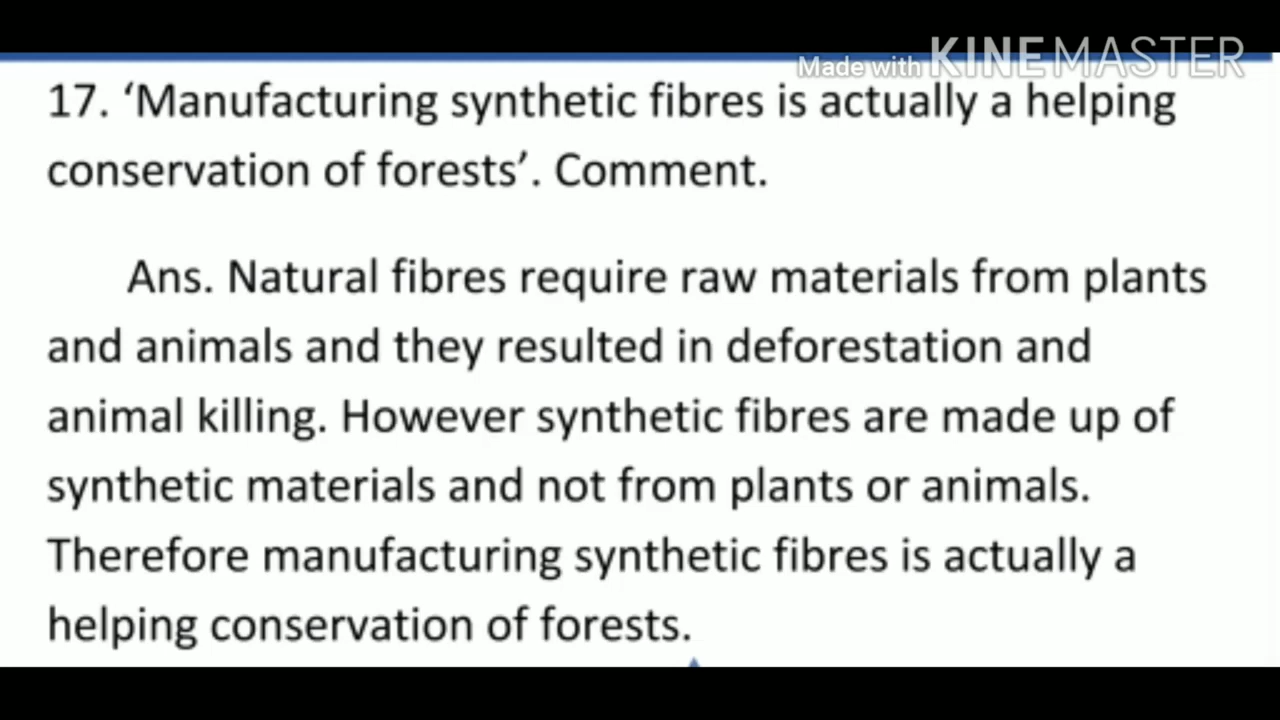 Made with KINEMASTER
17. ‘Manufacturing synthetic fibres is actually a helping
conservation of forests’. Comment.
Ans. Natural fibres require raw materials from plants
and animals and they resulted in deforestation and
animal killing. However synthetic fibres are made up of
synthetic materials and not from plants or animals.
Therefore manufacturing synthetic fibres is actually a
helping conservation of forests.